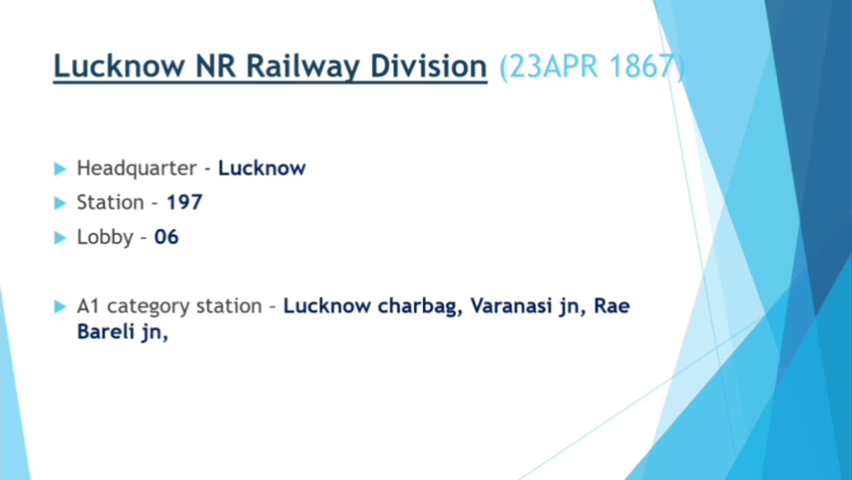 Lucknow NR Railway Division (23APR 1867)
Headquarter - Lucknow
Station - 197
Lobby - 06
A1 category station - Lucknow charbag, Varanasi jn, Rae
Bareli jn,